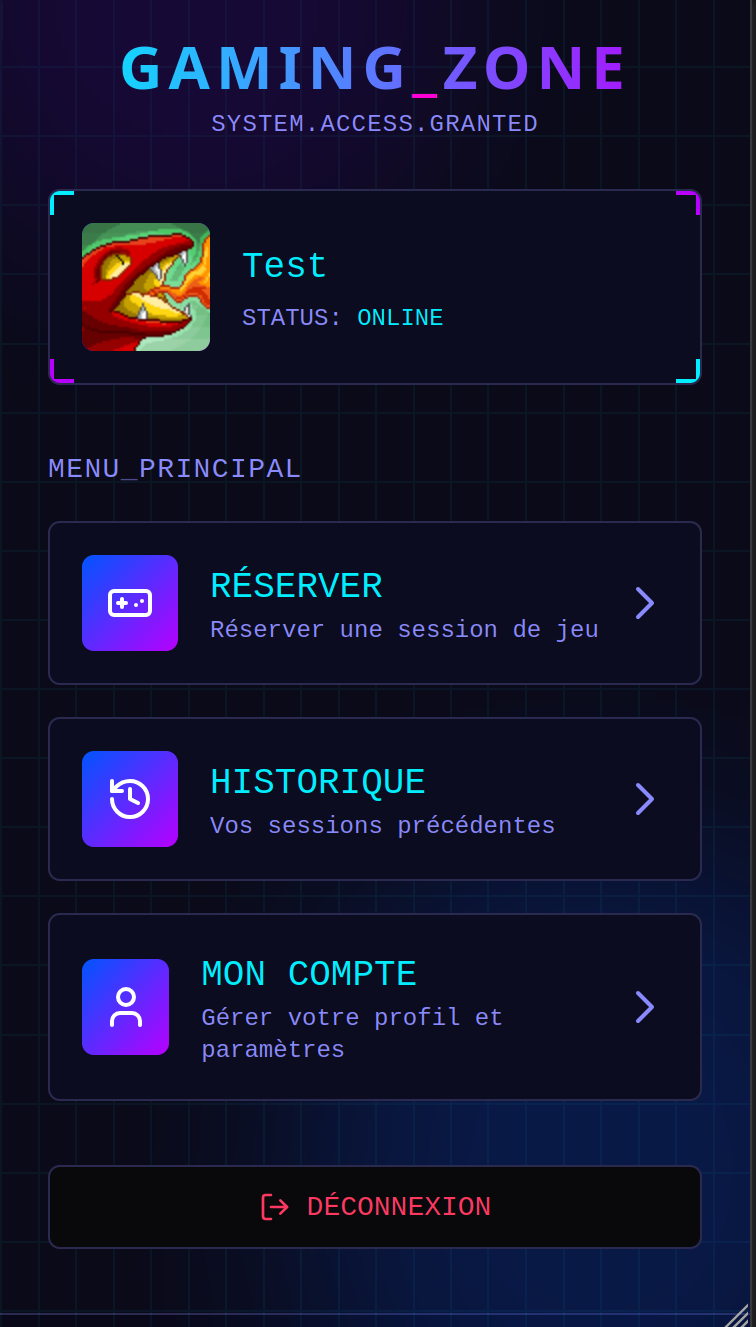 GAMING_ZONE
SYSTEM.ACCESS.GRANTED
Test
STATUS: ONLINE
MENU_PRINCIPAL
RÉSERVER
Réserver une session de jeu
HISTORIQUE
Vos sessions précédentes
MON COMPTE
Gérer votre profil et
paramètres
DÉCONNEXION